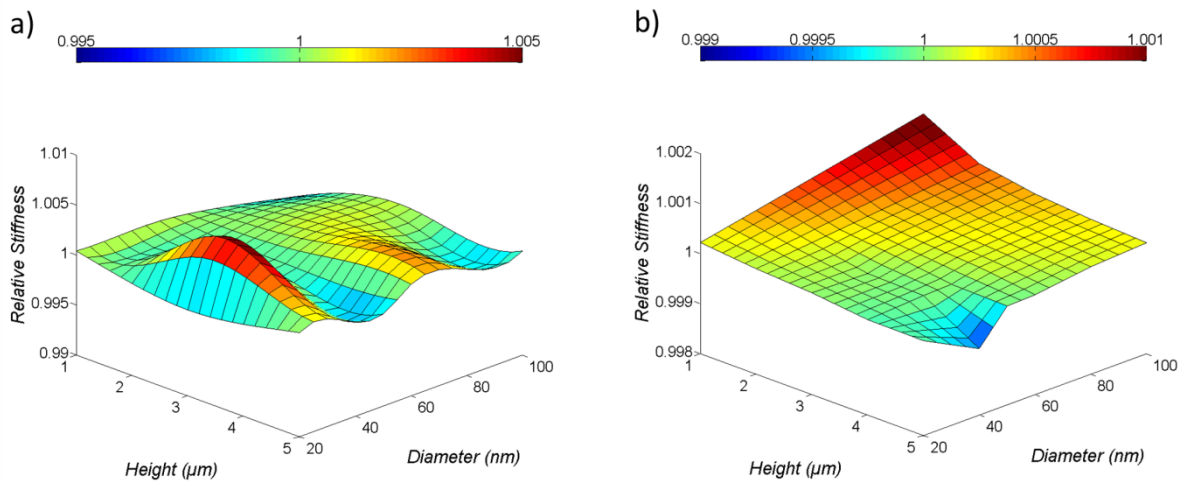 a)
0.995 1 1.005
1.01
1.005
1
0.995
0.99
Relative Stiffness
1 2 3 4 5
Height (µm)
20 40 60 80 100
Diameter (nm)
b)
0.999 0.9995 1 1.0005 1.001
1.002
1.001
1
0.999
0.998
Relative Stiffness
1 2 3 4 5
Height (µm)
20 40 60 80 100
Diameter (nm)